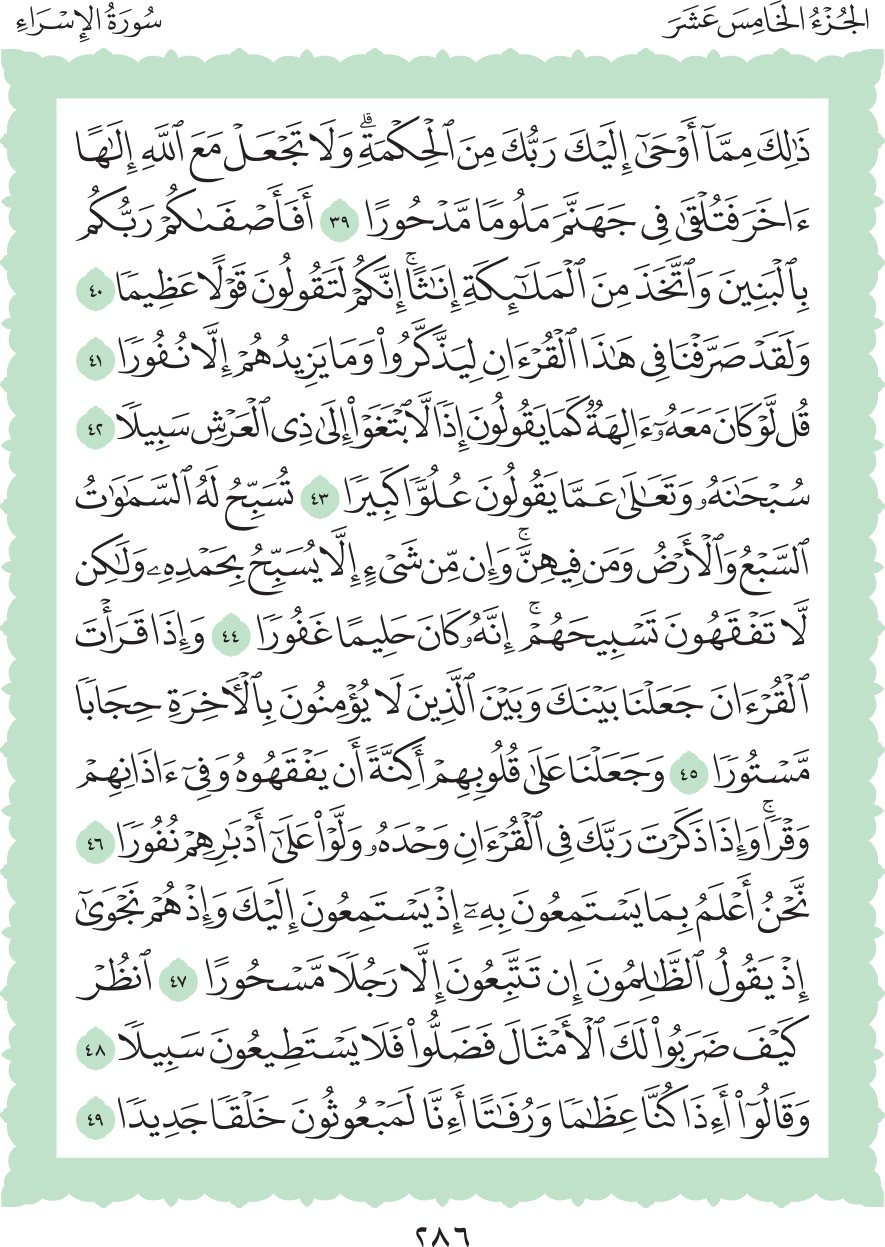 الجُزْءُ الخَامِسَ عَشَرَ
سُورَةُ الإِسْرَاءِ
ذَٰلِكَ مِمَّآ أَوْحَىٰٓ إِلَيْكَ رَبُّكَ مِنَ ٱلْحِكْمَةِۗ وَلَا تَجْعَلْ مَعَ ٱللَّهِ إِلَٰهًا
ءَاخَرَ فَتُلْقَىٰ فِي جَهَنَّمَ مَلُومًا مَّدْحُورًا ٣٩ أَفَأَصْفَىٰكُمْ رَبُّكُم
بِٱلْبَنِينَ وَٱتَّخَذَ مِنَ ٱلْمَلَٰٓئِكَةِ إِنَٰثًاۚ إِنَّكُمْ لَتَقُولُونَ قَوْلًا عَظِيمًا ٤٠
وَلَقَدْ صَرَّفْنَا فِي هَٰذَا ٱلْقُرْءَانِ لِيَذَّكَّرُوا۟ وَمَا يَزِيدُهُمْ إِلَّا نُفُورًا ٤١
قُل لَّوْ كَانَ مَعَهُۥٓ ءَالِهَةٌ كَمَا يَقُولُونَ إِذًا لَّٱبْتَغَوْا۟ إِلَىٰ ذِي ٱلْعَرْشِ سَبِيلًا ٤٢
سُبْحَٰنَهُۥ وَتَعَٰلَىٰ عَمَّا يَقُولُونَ عُلُوًّا كَبِيرًا ٤٣ تُسَبِّحُ لَهُ ٱلسَّمَٰوَٰتُ
ٱلسَّبْعُ وَٱلْأَرْضُ وَمَن فِيهِنَّۚ وَإِن مِّن شَيْءٍ إِلَّا يُسَبِّحُ بِحَمْدِهِۦ وَلَٰكِن
لَّا تَفْقَهُونَ تَسْبِيحَهُمْۚ إِنَّهُۥ كَانَ حَلِيمًا غَفُورًا ٤٤ وَإِذَا قَرَأْتَ
ٱلْقُرْءَانَ جَعَلْنَا بَيْنَكَ وَبَيْنَ ٱلَّذِينَ لَا يُؤْمِنُونَ بِٱلْأَخِرَةِ حِجَابًا
مَّسْتُورًا ٤٥ وَجَعَلْنَا عَلَىٰ قُلُوبِهِمْ أَكِنَّةً أَن يَفْقَهُوهُ وَفِيٓ ءَاذَانِهِمْ
وَقْرًاۚ وَإِذَا ذَكَرْتَ رَبَّكَ فِي ٱلْقُرْءَانِ وَحْدَهُۥ وَلَّوْا۟ عَلَىٰٓ أَدْبَٰرِهِمْ نُفُورًا ٤٦
نَّحْنُ أَعْلَمُ بِمَا يَسْتَمِعُونَ بِهِۦٓ إِذْ يَسْتَمِعُونَ إِلَيْكَ وَإِذْ هُمْ نَجْوَىٰٓ
إِذْ يَقُولُ ٱلظَّٰلِمُونَ إِن تَتَّبِعُونَ إِلَّا رَجُلًا مَّسْحُورًا ٤٧ ٱنظُرْ
كَيْفَ ضَرَبُوا۟ لَكَ ٱلْأَمْثَالَ فَضَلُّوا۟ فَلَا يَسْتَطِيعُونَ سَبِيلًا ٤٨
وَقَالُوٓا۟ أَءِذَا كُنَّا عِظَٰمًا وَرُفَٰتًا أَءِنَّا لَمَبْعُوثُونَ خَلْقًا جَدِيدًا ٤٩
٢٨٦